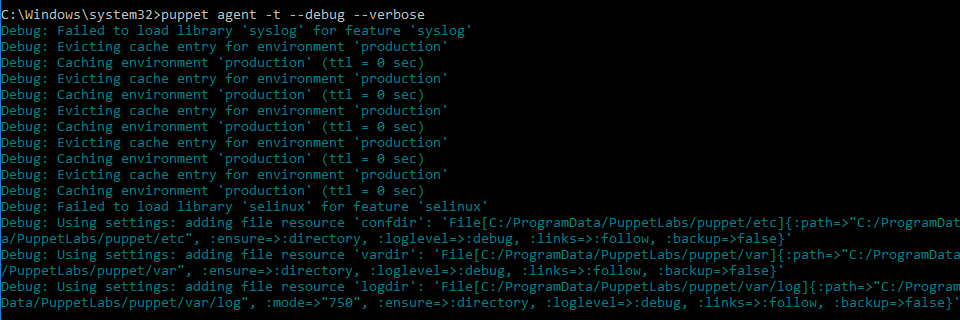 C:\Windows\system32>puppet agent -t --debug --verbose
Debug: Failed to load library 'syslog' for feature 'syslog'
Debug: Evicting cache entry for environment 'production'
Debug: Caching environment 'production' (ttl = 0 sec)
Debug: Evicting cache entry for environment 'production'
Debug: Caching environment 'production' (ttl = 0 sec)
Debug: Evicting cache entry for environment 'production'
Debug: Caching environment 'production' (ttl = 0 sec)
Debug: Evicting cache entry for environment 'production'
Debug: Caching environment 'production' (ttl = 0 sec)
Debug: Evicting cache entry for environment 'production'
Debug: Caching environment 'production' (ttl = 0 sec)
Debug: Failed to load library 'selinux' for feature 'selinux'
Debug: Using settings: adding file resource 'confdir': 'File[C:/ProgramData/PuppetLabs/puppet/etc]{:path=>"C:/ProgramDat
a/PuppetLabs/puppet/etc", :ensure=>:directory, :loglevel=>:debug, :links=>:follow, :backup=>false}'
Debug: Using settings: adding file resource 'vardir': 'File[C:/ProgramData/PuppetLabs/puppet/var]{:path=>"C:/ProgramData
/PuppetLabs/puppet/var", :ensure=>:directory, :loglevel=>:debug, :links=>:follow, :backup=>false}'
Debug: Using settings: adding file resource 'logdir': 'File[C:/ProgramData/PuppetLabs/puppet/var/log]{:path=>"C:/Program
Data/PuppetLabs/puppet/var/log", :mode=>"750", :ensure=>:directory, :loglevel=>:debug, :links=>:follow, :backup=>false}'